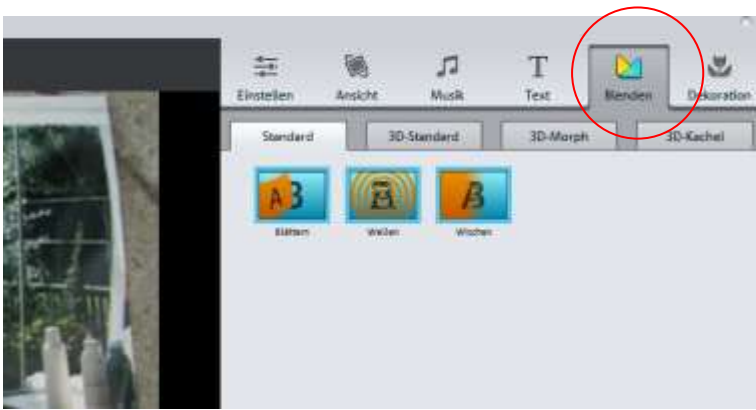 Einstellen Ansicht Musik Text Blenden Dekoration
Standard 3D-Standard 3D-Morph 3D-Kachel
A B B B
Blättern Wellen Wischen